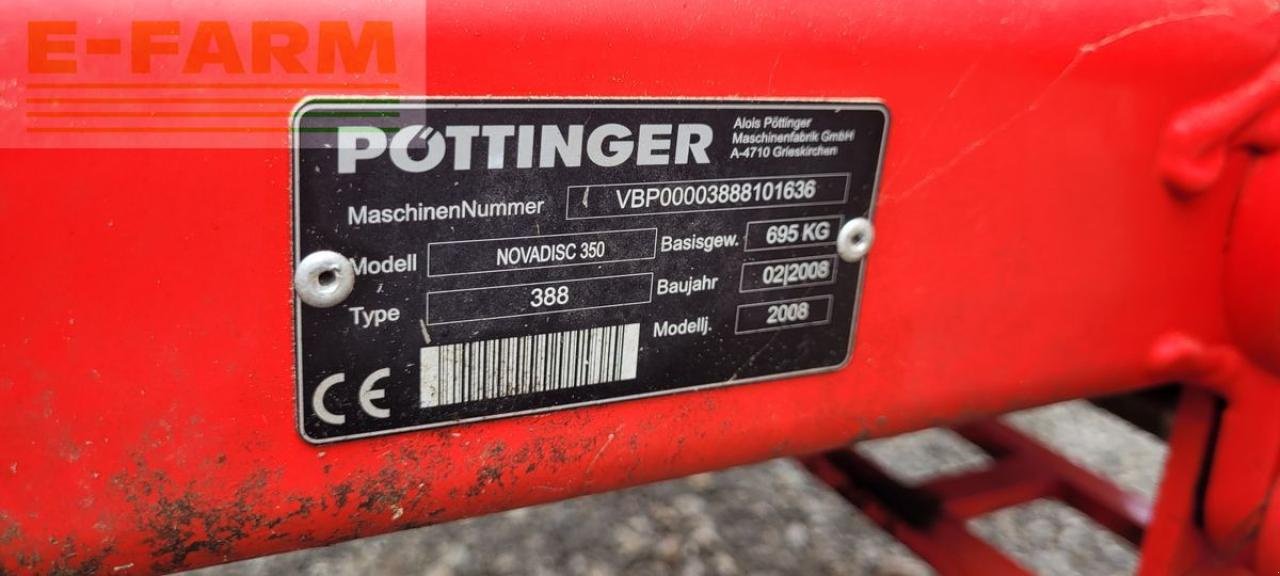 E-FARM
PÖTTINGER
Alois Pöttinger
Maschinenfabrik GmbH
A-4710 Grieskirchen
MaschinenNummer VBP00003888101636
Modell NOVADISC 350 Basisgew. 695 KG
Type 388 Baujahr 02|2008
Modellj. 2008
CE